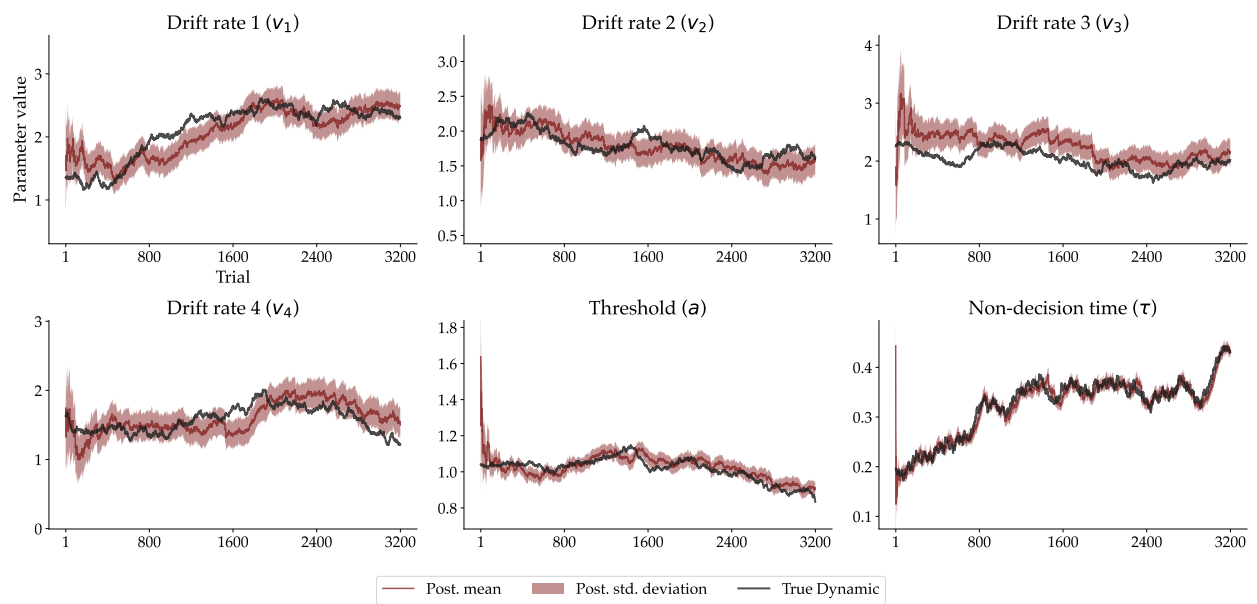 Drift rate 1 (v₁)
Drift rate 2 (v₂)
Drift rate 3 (v₃)
Parameter value
3
2
1
3.0
2.5
2.0
1.5
1.0
0.5
4
3
2
1
1 800 1600 2400 3200
1 800 1600 2400 3200
1 800 1600 2400 3200
Trial
Drift rate 4 (v₄)
Threshold (a)
Non-decision time (τ)
3
2
1
0
1.8
1.6
1.4
1.2
1.0
0.8
0.4
0.3
0.2
0.1
1 800 1600 2400 3200
1 800 1600 2400 3200
1 800 1600 2400 3200
Post. mean
Post. std. deviation
True Dynamic